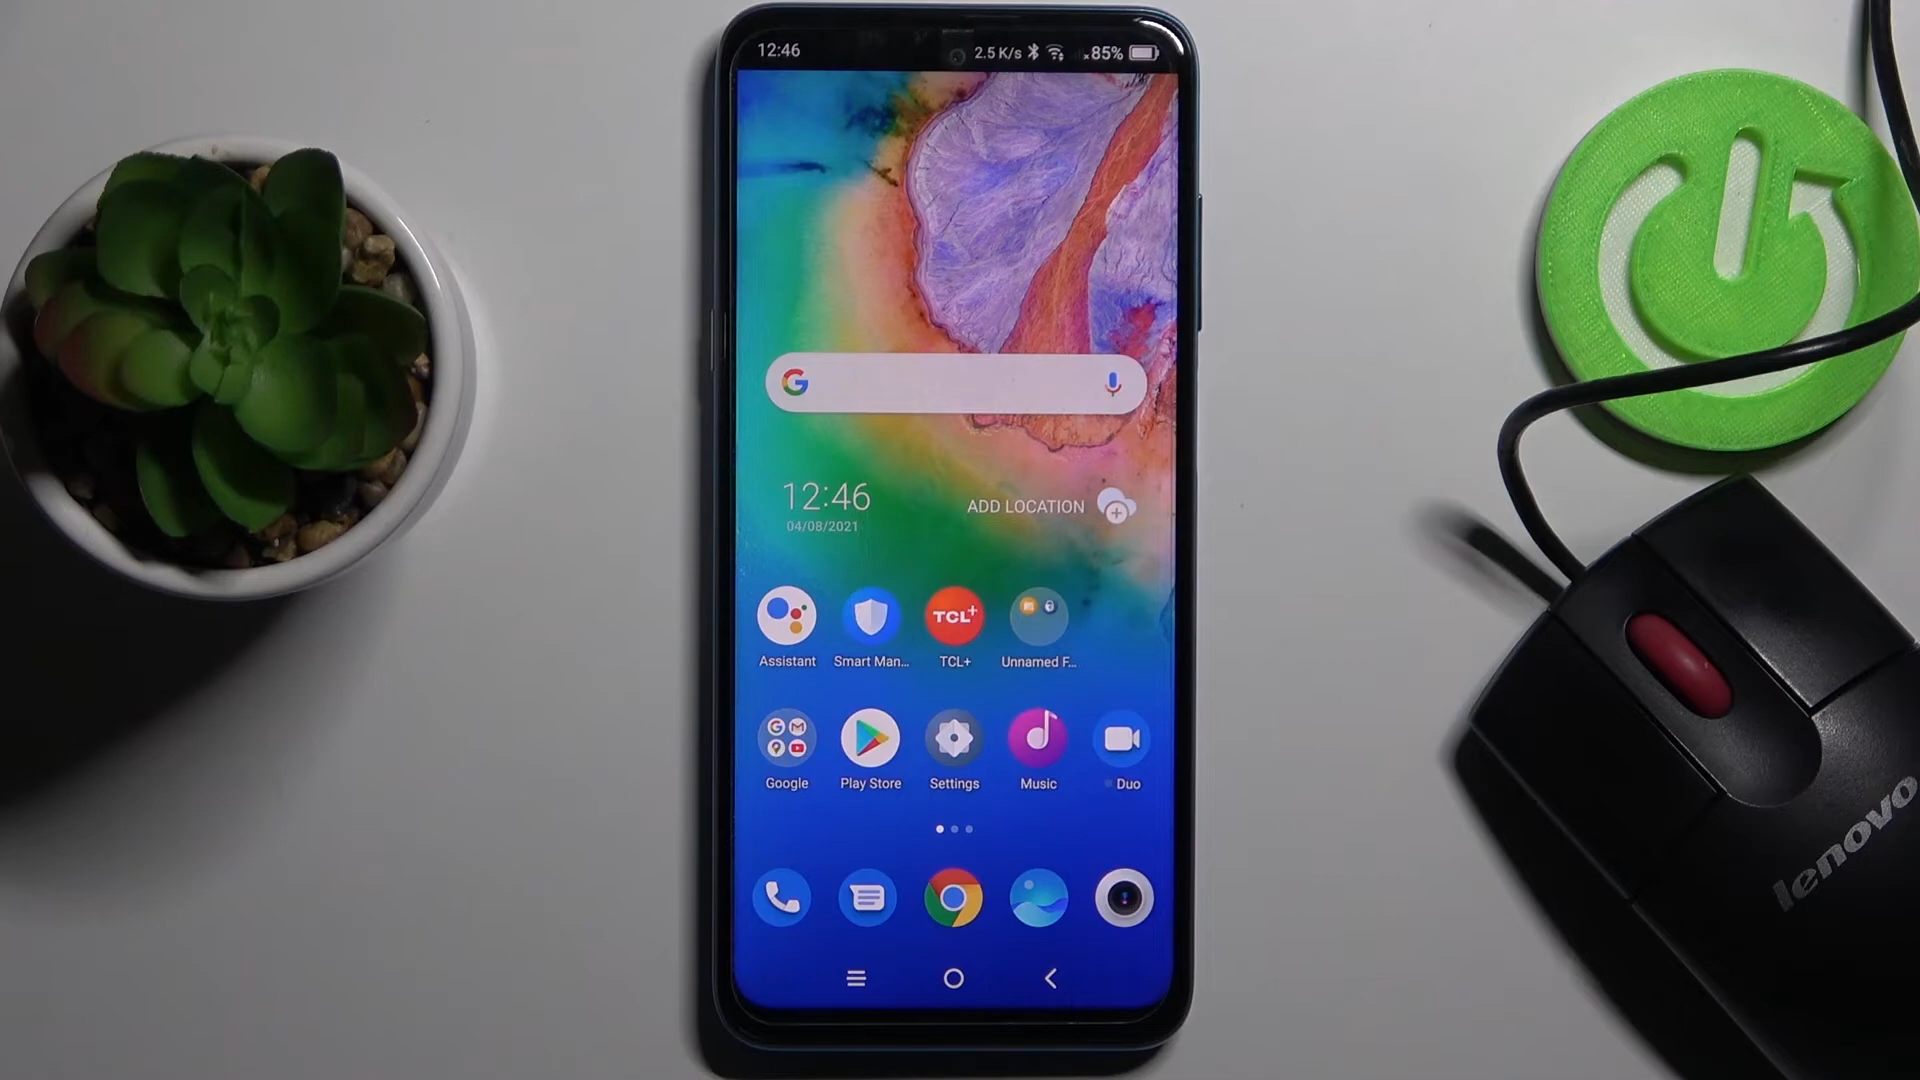 12:46
2.5 K/s
85%
12:46
04/08/2021
ADD LOCATION
TCL+
Assistant
Smart Man...
TCL+
Unnamed F...
Google
Play Store
Settings
Music
Duo
lenovo